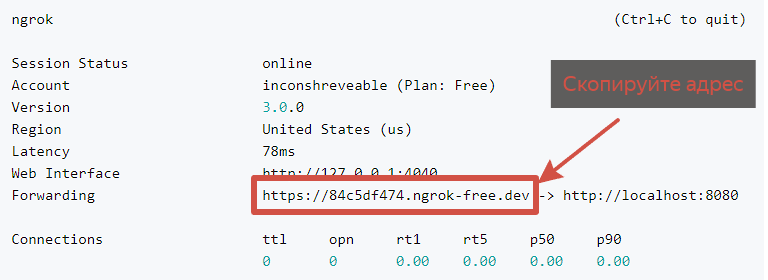 ngrok (Ctrl+C to quit)
Session Status online
Account inconshreveable (Plan: Free)
Version 3.0.0
Region United States (us)
Latency 78ms
Web Interface http://127.0.0.1:4040
Forwarding https://84c5df474.ngrok-free.dev -> http://localhost:8080
Connections ttl opn rt1 rt5 p50 p90
0 0 0.00 0.00 0.00 0.00
Скопируйте адрес